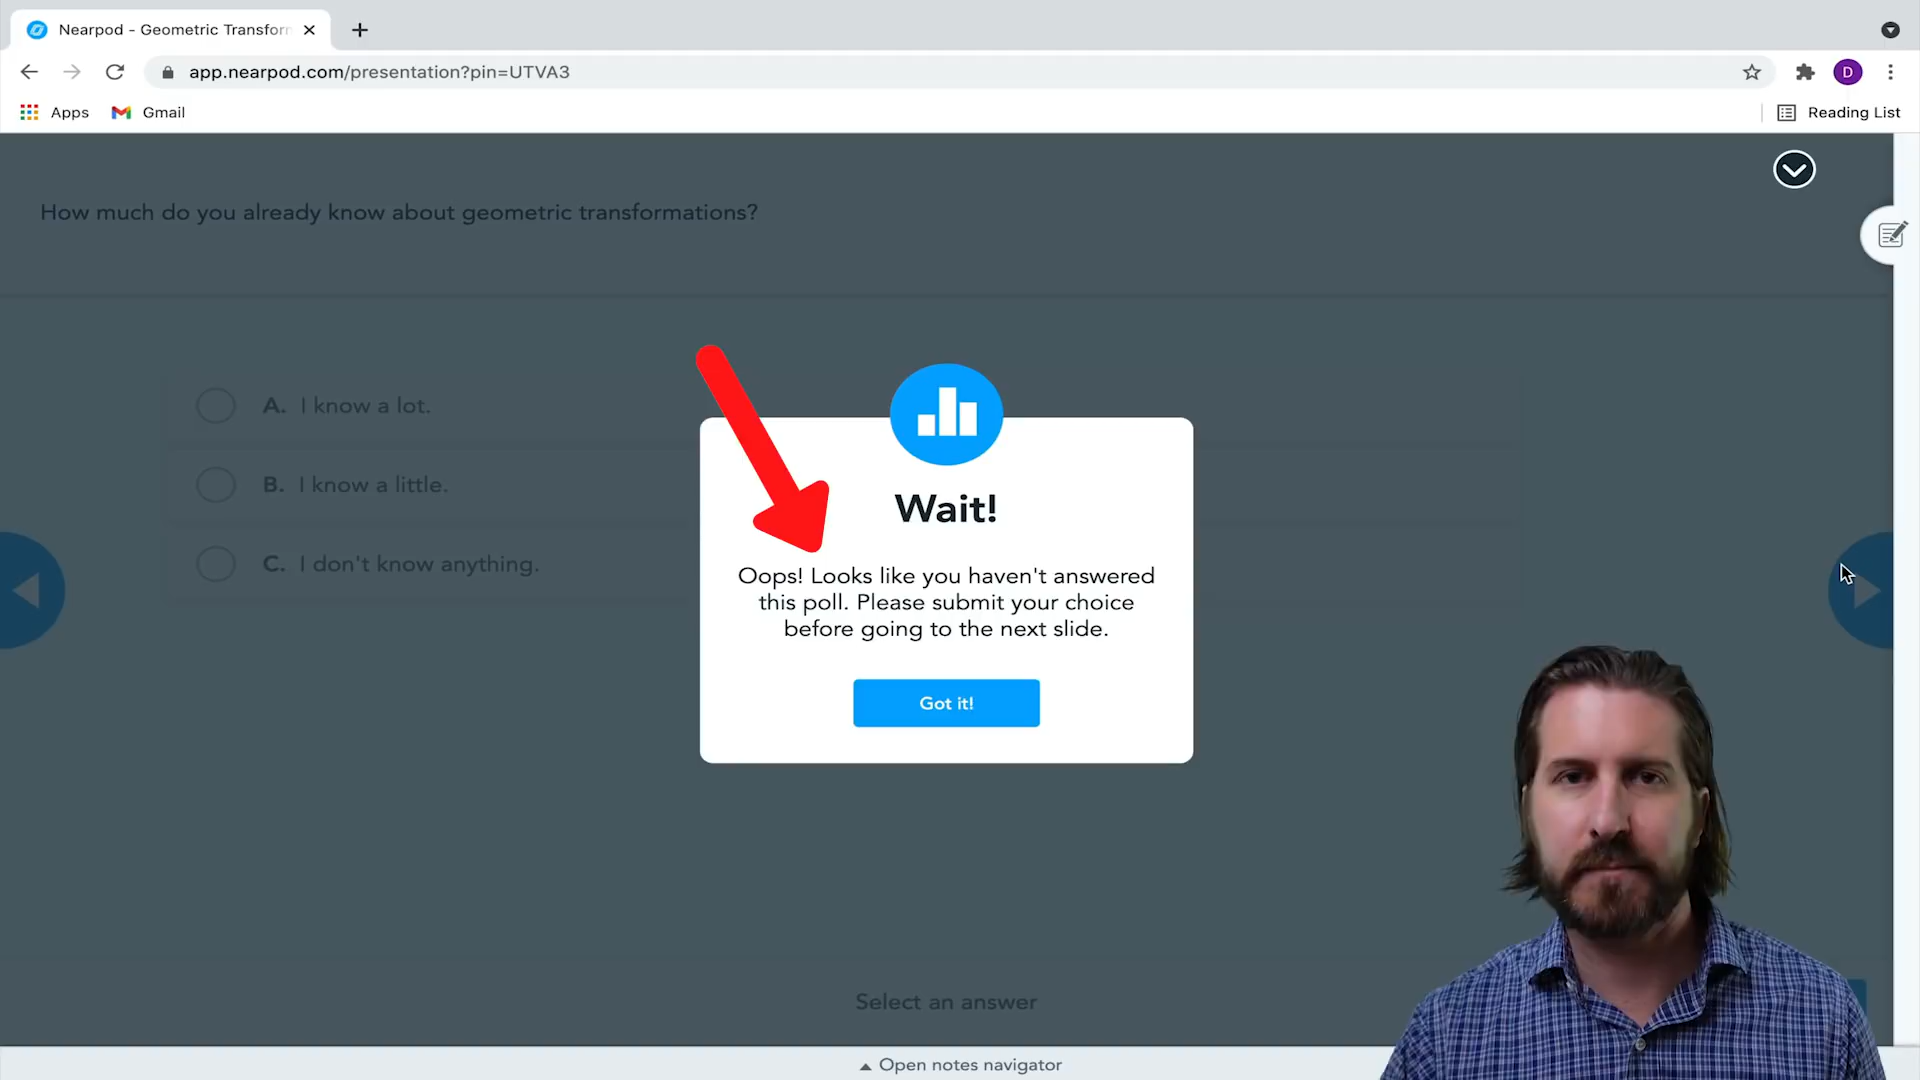 Nearpod - Geometric Transforn
app.nearpod.com/presentation?pin=UTVA3
D
Apps
Gmail
Reading List
How much do you already know about geometric transformations?
A. I know a lot.
B. I know a little.
C. I don't know anything.
Wait!
Oops! Looks like you haven't answered
this poll. Please submit your choice
before going to the next slide.
Got it!
Select an answer
Open notes navigator